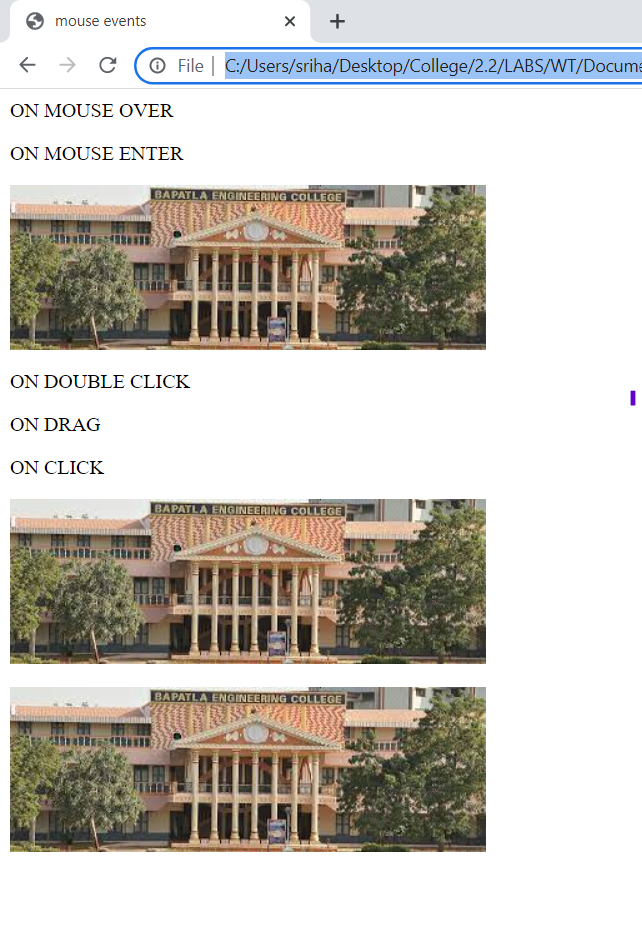 mouse events
File
C:/Users/sriha/Desktop/College/2.2/LABS/WT/Docume
ON MOUSE OVER
ON MOUSE ENTER
BAPATLA ENGINEERING COLLEGE
ON DOUBLE CLICK
ON DRAG
ON CLICK
BAPATLA ENGINEERING COLLEGE
BAPATLA ENGINEERING COLLEGE